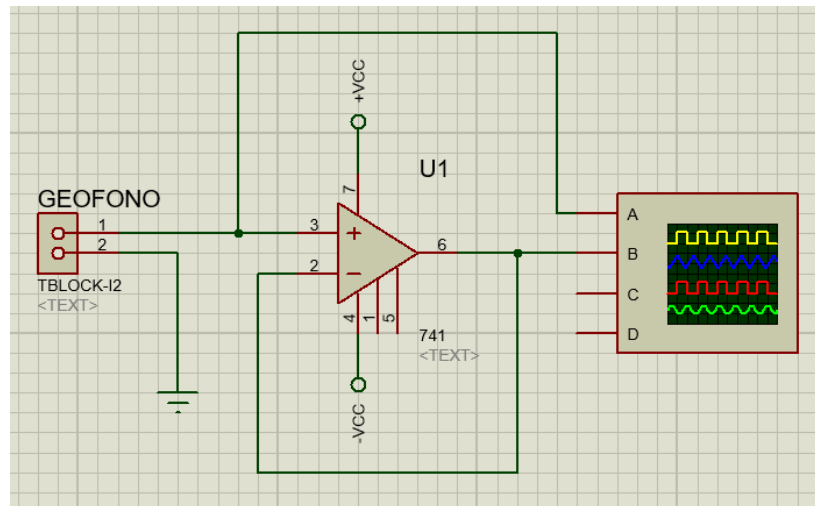 +VCC
U1
GEOFONO
7
1
2
3
2
6
+
−
TBLOCK-I2
<TEXT>
4
1
5
741
<TEXT>
-VCC
A
B
C
D